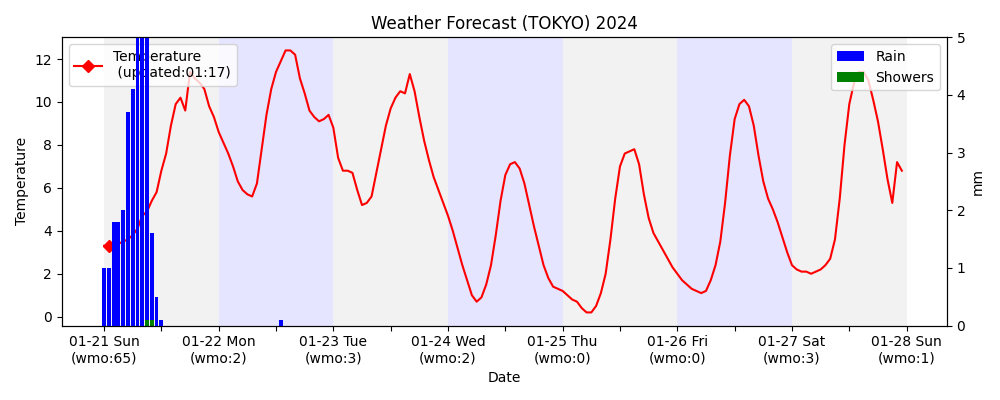 Weather Forecast (TOKYO) 2024
Temperature
(updated:01:17)
Rain
Showers
12
10
8
6
4
2
0
Temperature
5
4
3
2
1
0
mm
01-21 Sun
(wmo:65)
01-22 Mon
(wmo:2)
01-23 Tue
(wmo:3)
01-24 Wed
(wmo:2)
01-25 Thu
(wmo:0)
01-26 Fri
(wmo:0)
01-27 Sat
(wmo:3)
01-28 Sun
(wmo:1)
Date